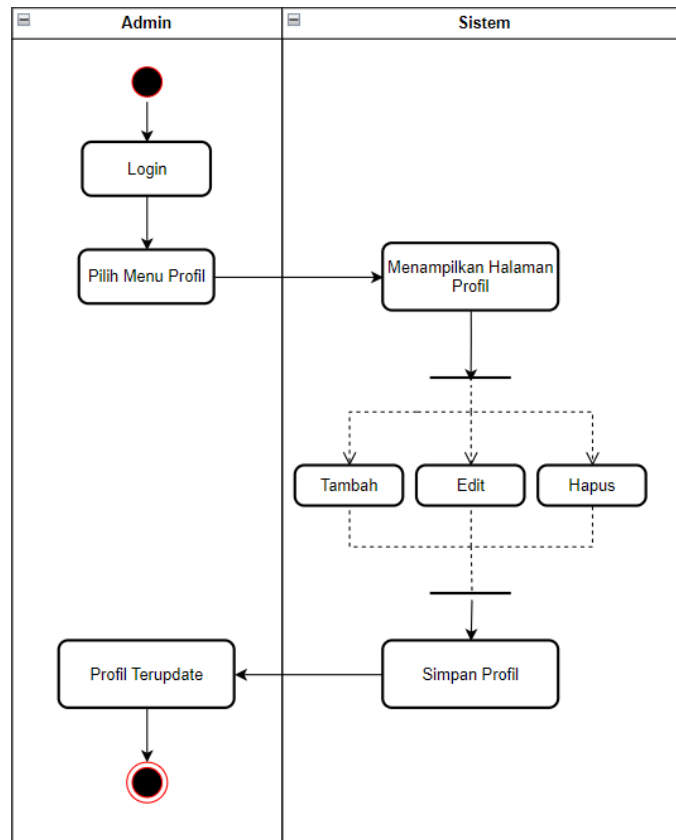 Admin
Sistem
Login
Pilih Menu Profil
Menampilkan Halaman
Profil
Tambah
Edit
Hapus
Profil Terupdate
Simpan Profil